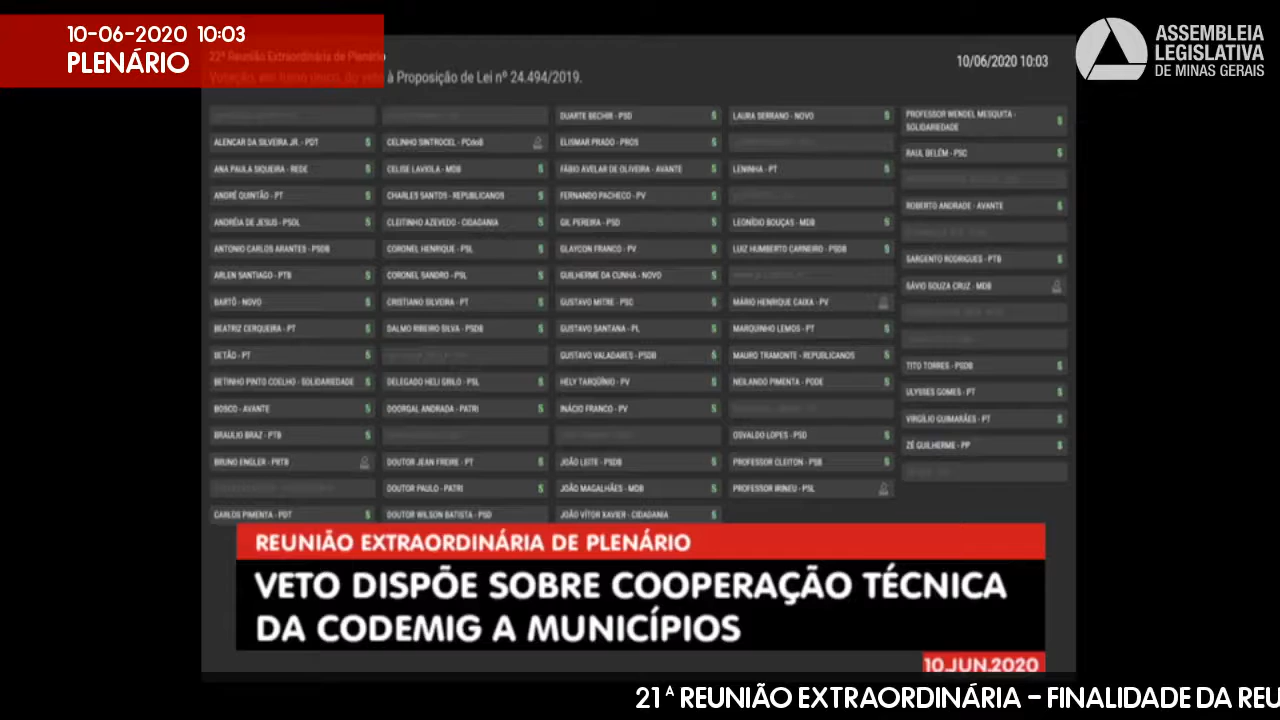 10-06-2020 10:03
PLENÁRIO
ASSEMBLEIA
LEGISLATIVA
DE MINAS GERAIS
22ª Reunião Extraordinária de Plenário
10/06/2020 10:03
Votação, em turno único, do veto à Proposição de Lei nº 24.494/2019.
ALENCAR DA SILVEIRA JR. - PDT S
ANA PAULA SIQUEIRA - REDE S
ANDRÉ QUINTÃO - PT S
ANDRÉIA DE JESUS - PSOL S
ANTONIO CARLOS ARANTES - PSDB
ARLEN SANTIAGO - PTB S
BARTÔ - NOVO S
BEATRIZ CERQUEIRA - PT S
BETÃO - PT S
BETINHO PINTO COELHO - SOLIDARIEDADE S
BOSCO - AVANTE S
BRAULIO BRAZ - PTB S
BRUNO ENGLER - PRTB
CARLOS PIMENTA - PDT S
CELINHO SINTROCEL - PCdoB
CELISE LAVIOLA - MDB S
CHARLES SANTOS - REPUBLICANOS S
CLEITINHO AZEVEDO - CIDADANIA S
CORONEL HENRIQUE - PSL S
CORONEL SANDRO - PSL S
CRISTIANO SILVEIRA - PT S
DALMO RIBEIRO SILVA - PSDB S
DELEGADO HELI GRILO - PSL S
DOORGAL ANDRADA - PATRI S
DOUTOR JEAN FREIRE - PT S
DOUTOR PAULO - PATRI S
DOUTOR WILSON BATISTA - PSD S
DUARTE BECHIR - PSD S
ELISMAR PRADO - PROS S
FÁBIO AVELAR DE OLIVEIRA - AVANTE S
FERNANDO PACHECO - PV S
GIL PEREIRA - PSD S
GLAYCON FRANCO - PV S
GUILHERME DA CUNHA - NOVO S
GUSTAVO MITRE - PSC S
GUSTAVO SANTANA - PL S
GUSTAVO VALADARES - PSDB S
HELY TARQÜÍNIO - PV S
INÁCIO FRANCO - PV S
JOÃO LEITE - PSDB S
JOÃO MAGALHÃES - MDB S
JOÃO VÍTOR XAVIER - CIDADANIA S
LAURA SERRANO - NOVO S
LENINHA - PT S
LEONÍDIO BOUÇAS - MDB S
LUIZ HUMBERTO CARNEIRO - PSDB S
MÁRIO HENRIQUE CAIXA - PV
MARQUINHO LEMOS - PT S
MAURO TRAMONTE - REPUBLICANOS S
NEILANDO PIMENTA - PODE S
OSVALDO LOPES - PSD S
PROFESSOR CLEITON - PSB S
PROFESSOR IRINEU - PSL
PROFESSOR WENDEL MESQUITA -
SOLIDARIEDADE S
RAUL BELÉM - PSC S
ROBERTO ANDRADE - AVANTE S
SARGENTO RODRIGUES - PTB S
SÁVIO SOUZA CRUZ - MDB
TITO TORRES - PSDB S
ULYSSES GOMES - PT S
VIRGÍLIO GUIMARÃES - PT S
ZÉ GUILHERME - PP S
REUNIÃO EXTRAORDINÁRIA DE PLENÁRIO
VETO DISPÕE SOBRE COOPERAÇÃO TÉCNICA
DA CODEMIG A MUNICÍPIOS
10.JUN.2020
21ª REUNIÃO EXTRAORDINÁRIA - FINALIDADE DA REU